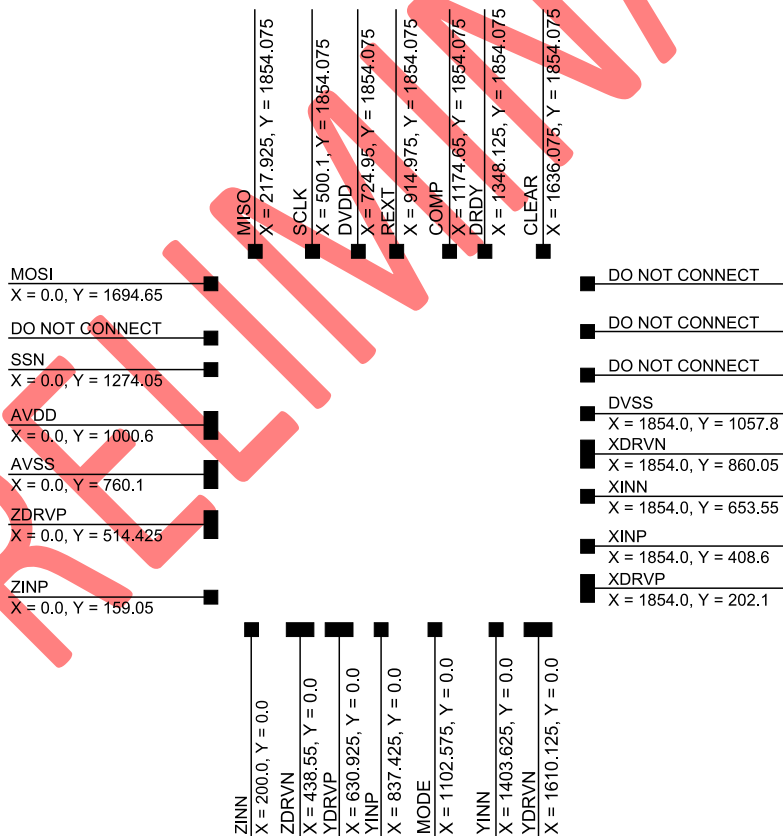 MISO
X = 217.925, Y = 1854.075
SCLK
X = 500.1, Y = 1854.075
DVDD
X = 724.95, Y = 1854.075
REXT
X = 914.975, Y = 1854.075
COMP
X = 1174.65, Y = 1854.075
DRDY
X = 1348.125, Y = 1854.075
CLEAR
X = 1636.075, Y = 1854.075
MOSI
X = 0.0, Y = 1694.65
DO NOT CONNECT
SSN
X = 0.0, Y = 1274.05
AVDD
X = 0.0, Y = 1000.6
AVSS
X = 0.0, Y = 760.1
ZDRVP
X = 0.0, Y = 514.425
ZINP
X = 0.0, Y = 159.05
DO NOT CONNECT
DO NOT CONNECT
DO NOT CONNECT
DVSS
X = 1854.0, Y = 1057.8
XDRVN
X = 1854.0, Y = 860.05
XINN
X = 1854.0, Y = 653.55
XINP
X = 1854.0, Y = 408.6
XDRVP
X = 1854.0, Y = 202.1
ZINN
X = 200.0, Y = 0.0
ZDRVN
X = 438.55, Y = 0.0
YDRVP
X = 630.925, Y = 0.0
YINP
X = 837.425, Y = 0.0
MODE
X = 1102.575, Y = 0.0
YINN
X = 1403.625, Y = 0.0
YDRVN
X = 1610.125, Y = 0.0